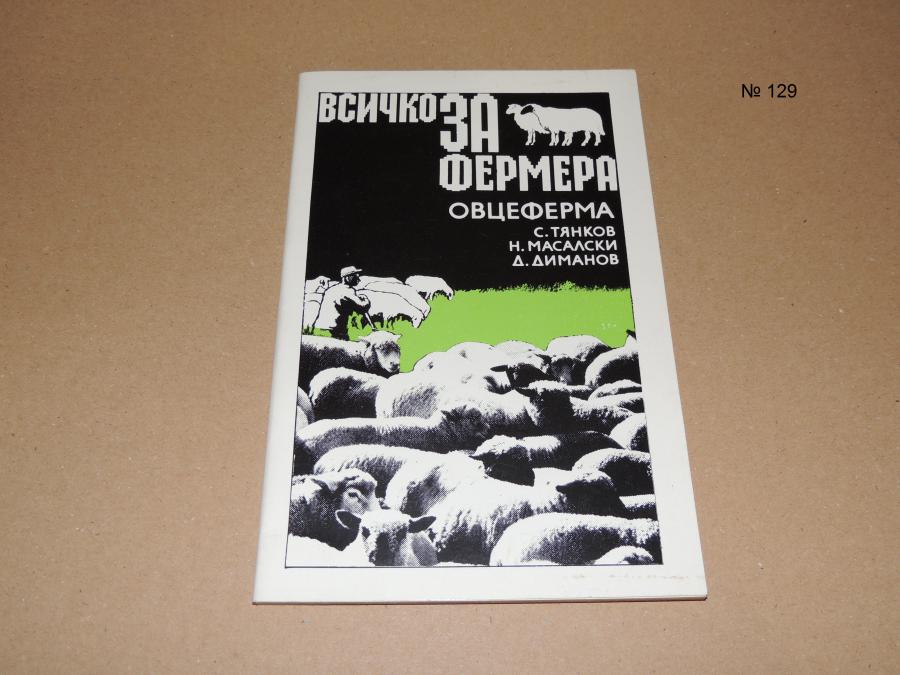 № 129
ВСИЧКО ЗА
ФЕРМЕРА
ОВЦЕФЕРМА
С. ТЯНКОВ
Н. МАСАЛСКИ
Д. ДИМАНОВ